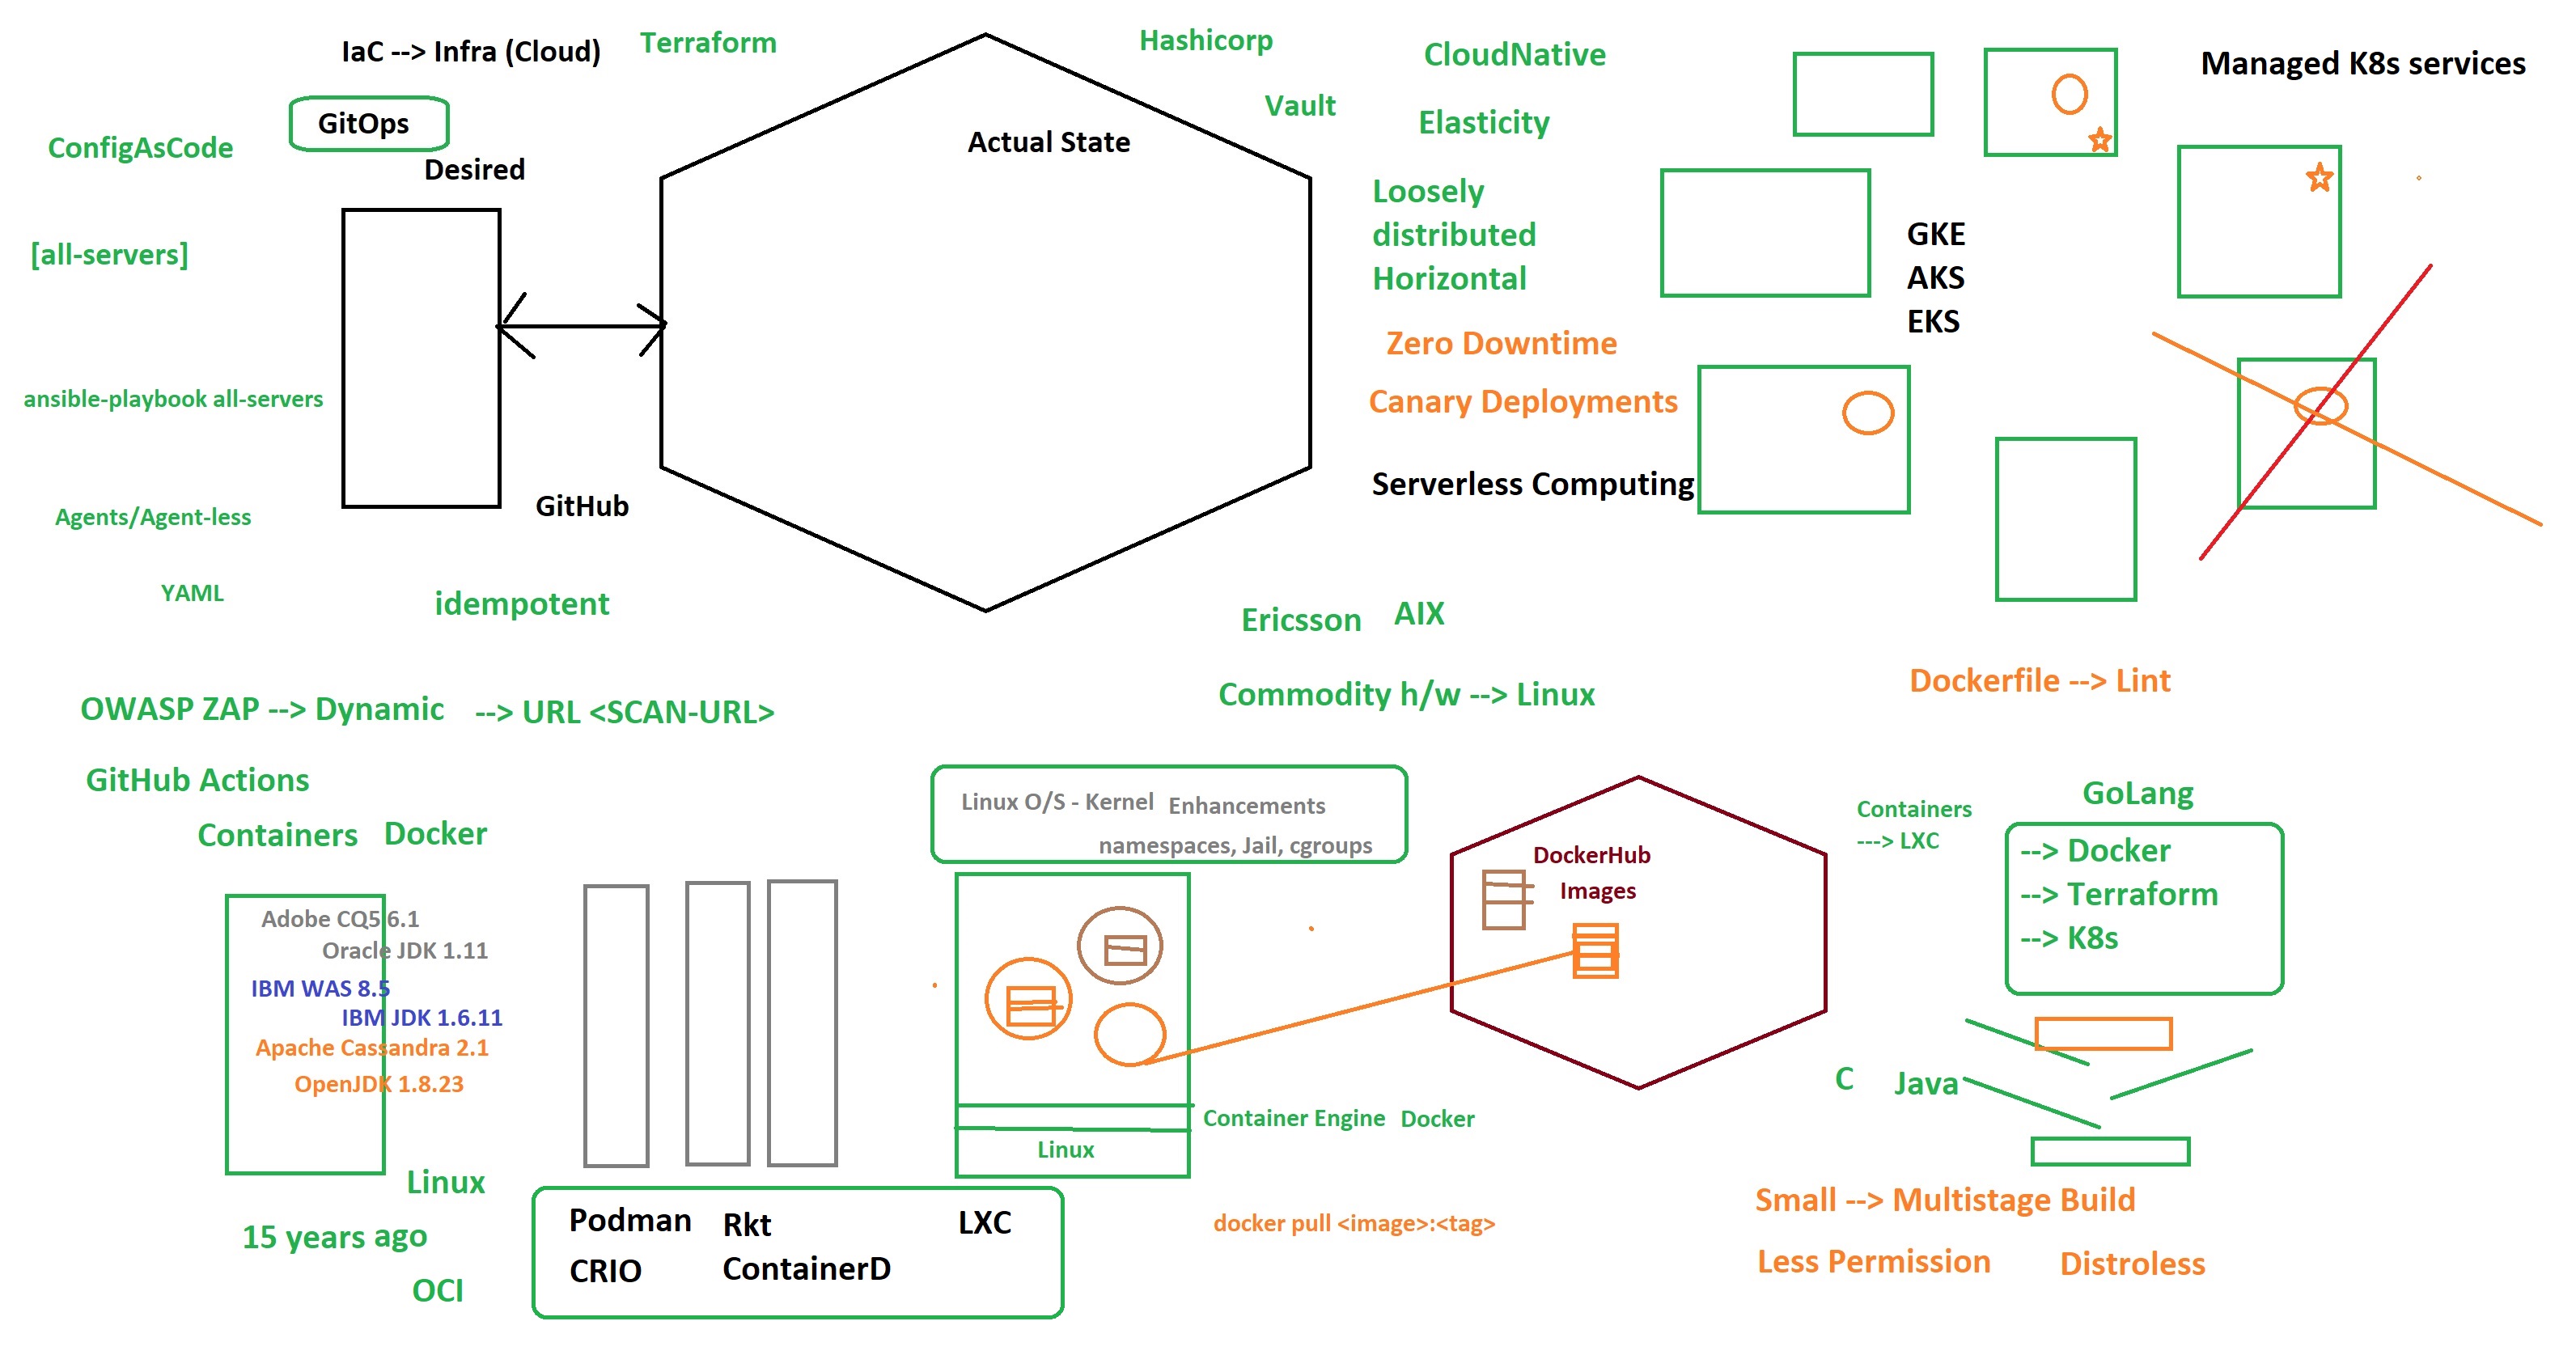 IaC --> Infra (Cloud)
Terraform
Hashicorp
Vault
GitOps
ConfigAsCode
Desired
Actual State
[all-servers]
ansible-playbook all-servers
Agents/Agent-less
GitHub
YAML
idempotent
CloudNative
Elasticity
Loosely
distributed
Horizontal
Zero Downtime
Canary Deployments
Serverless Computing
Managed K8s services
GKE
AKS
EKS
Ericsson
AIX
Commodity h/w --> Linux
Dockerfile --> Lint
OWASP ZAP --> Dynamic
--> URL <SCAN-URL>
GitHub Actions
Containers
Docker
Adobe CQ5 6.1
Oracle JDK 1.11
IBM WAS 8.5
IBM JDK 1.6.11
Apache Cassandra 2.1
OpenJDK 1.8.23
Linux
15 years ago
OCI
Podman
Rkt
LXC
CRIO
ContainerD
Linux O/S - Kernel
Enhancements
namespaces, Jail, cgroups
Linux
Container Engine
Docker
docker pull <image>:<tag>
DockerHub
Images
Containers
---> LXC
GoLang
--> Docker
--> Terraform
--> K8s
C
Java
Small --> Multistage Build
Less Permission
Distroless